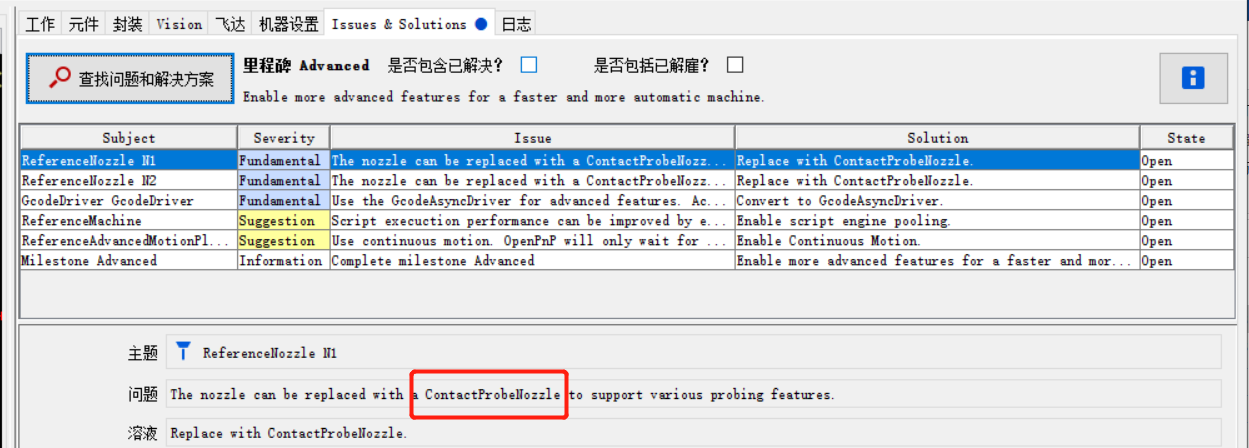 工作 元件 封装 Vision 飞达 机器设置 Issues & Solutions 日志
查找问题和解决方案 里程碑 Advanced 是否包含已解决? 是否包括已解雇?
Enable more advanced features for a faster and more automatic machine.
Subject Severity Issue Solution State
ReferenceNozzle N1 Fundamental The nozzle can be replaced with a ContactProbeNozz... Replace with ContactProbeNozzle. Open
ReferenceNozzle N2 Fundamental The nozzle can be replaced with a ContactProbeNozz... Replace with ContactProbeNozzle. Open
GcodeDriver GcodeDriver Fundamental Use the GcodeAsyncDriver for advanced features. Ac... Convert to GcodeAsyncDriver. Open
ReferenceMachine Suggestion Script execuction performance can be improved by e... Enable script engine pooling. Open
ReferenceAdvancedMotionPl... Suggestion Use continuous motion. OpenPnP will only wait for ... Enable Continuous Motion. Open
Milestone Advanced Information Complete milestone Advanced Enable more advanced features for a faster and mor... Open
主题 ReferenceNozzle N1
问题 The nozzle can be replaced with a ContactProbeNozzle to support various probing features.
溶液 Replace with ContactProbeNozzle.